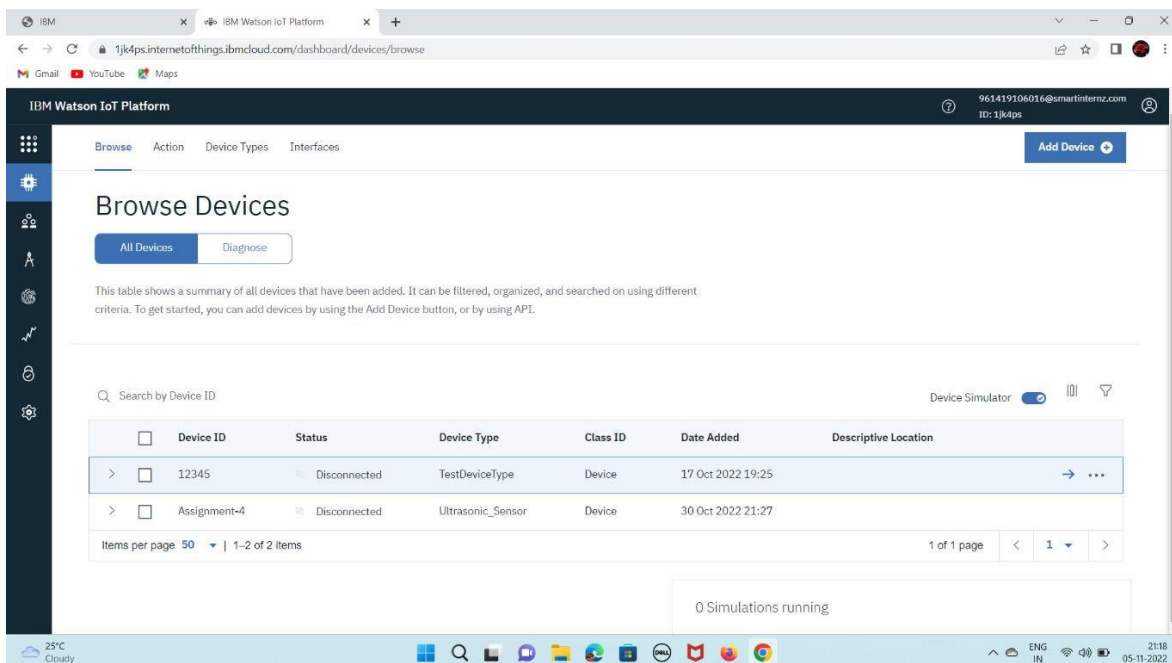 IBM
IBM Watson IoT Platform
1jk4ps.internetofthings.ibmcloud.com/dashboard/devices/browse
Gmail YouTube Maps
IBM Watson IoT Platform
961419106016@smartinternz.com
ID: 1jk4ps
Browse Action Device Types Interfaces
Add Device
Browse Devices
All Devices Diagnose
This table shows a summary of all devices that have been added. It can be filtered, organized, and searched on using different
criteria. To get started, you can add devices by using the Add Device button, or by using API.
Search by Device ID
Device Simulator
Device ID Status Device Type Class ID Date Added Descriptive Location
12345 Disconnected TestDeviceType Device 17 Oct 2022 19:25
Assignment-4 Disconnected Ultrasonic_Sensor Device 30 Oct 2022 21:27
Items per page 50 | 1–2 of 2 items 1 of 1 page 1
0 Simulations running
25°C
Cloudy
DELL
ENG
IN
21:18
05-11-2022